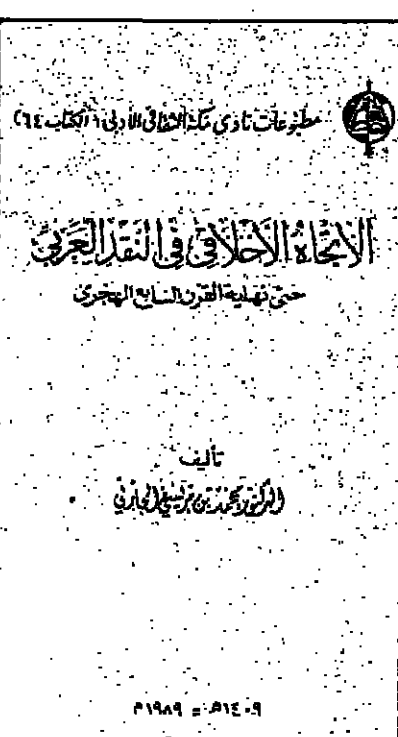 مطبوعات نادي مكة الثقافي الأدبي (الكتاب ٦٤)
الاتجاه الأخلاقي في النقد العربي
حتى نهاية القرن السابع الهجري
تأليف
الدكتور محمد بن مريسي الحارثي
١٤٠٩هـ = ١٩٨٩م